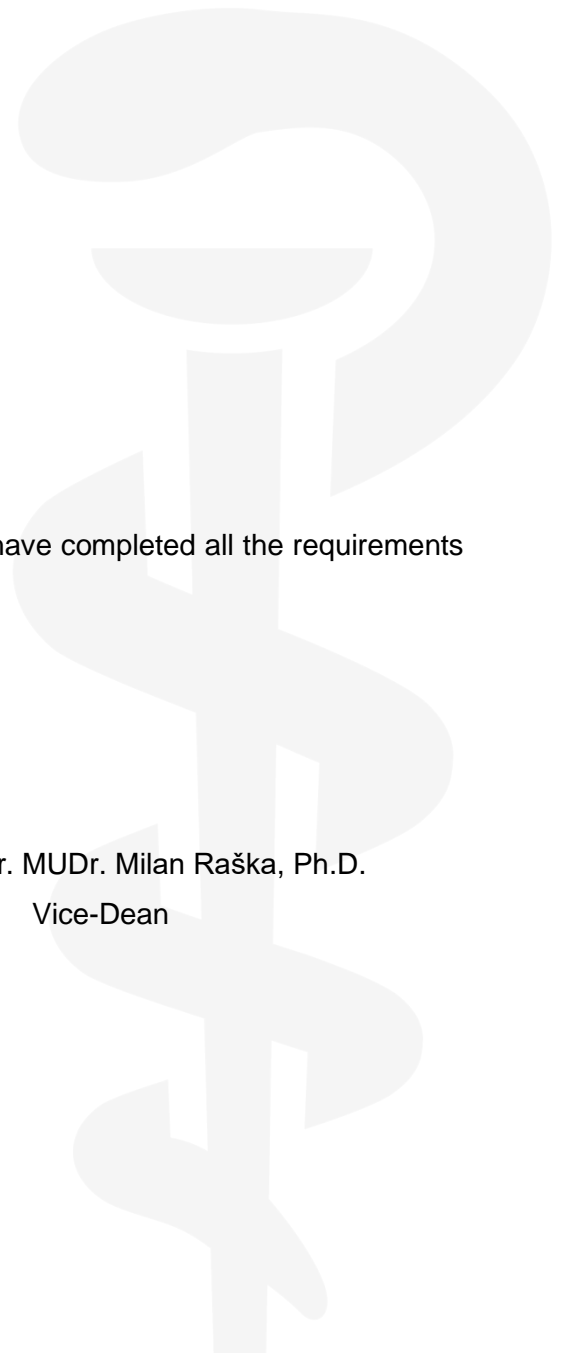 have completed all the requirements
r. MUDr. Milan Raška, Ph.D.
Vice-Dean